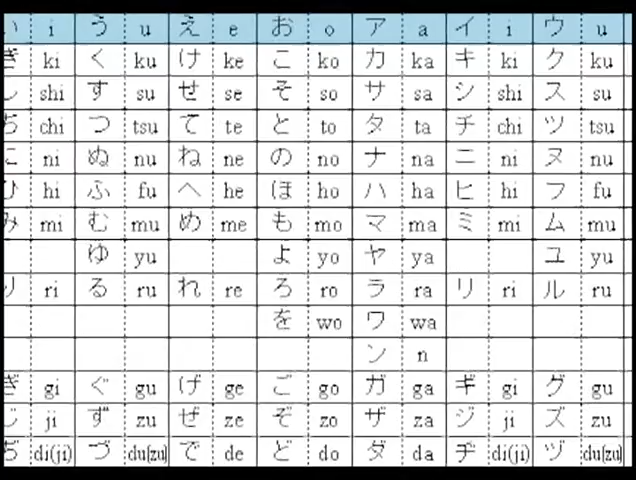 い i う u え e お o ア a イ i ウ u
き ki く ku け ke こ ko カ ka キ ki ク ku
し shi す su せ se そ so サ sa シ shi ス su
ち chi つ tsu て te と to タ ta チ chi ツ tsu
に ni ぬ nu ね ne の no ナ na ニ ni ヌ nu
ひ hi ふ fu へ he ほ ho ハ ha ヒ hi フ fu
み mi む mu め me も mo マ ma ミ mi ム mu
ゆ yu よ yo ヤ ya ユ yu
り ri る ru れ re ろ ro ラ ra リ ri ル ru
を wo ワ wa
ン n
ぎ gi ぐ gu げ ge ご go ガ ga ギ gi グ gu
じ ji ず zu ぜ ze ぞ zo ザ za ジ ji ズ zu
ぢ di(ji) づ du(zu) で de ど do ダ da ヂ di(ji) ヅ du(zu)